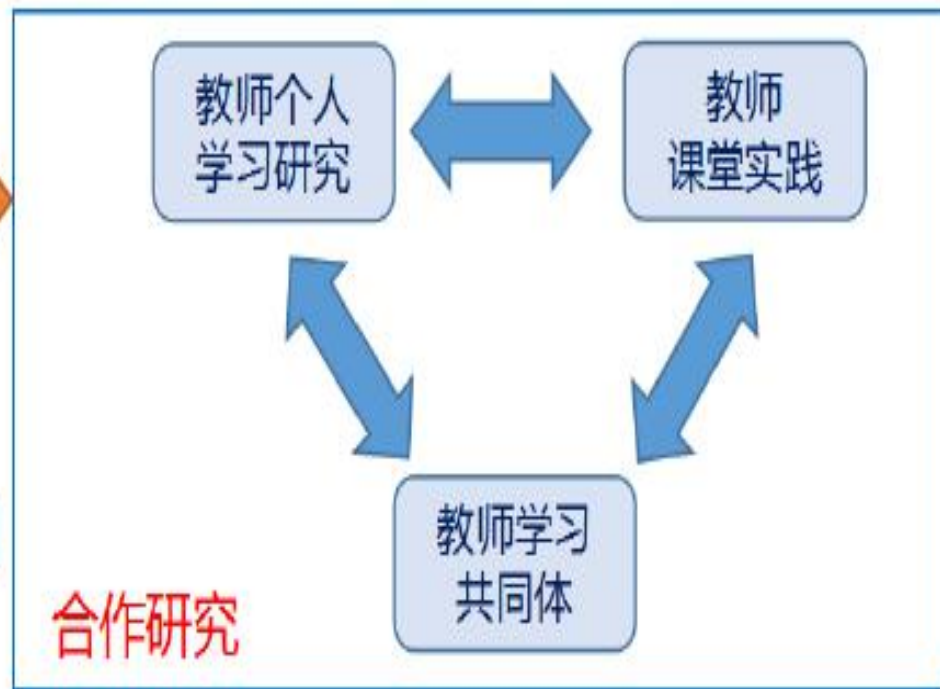 教师个人
学习研究
教师
课堂实践
教师学习
共同体
合作研究